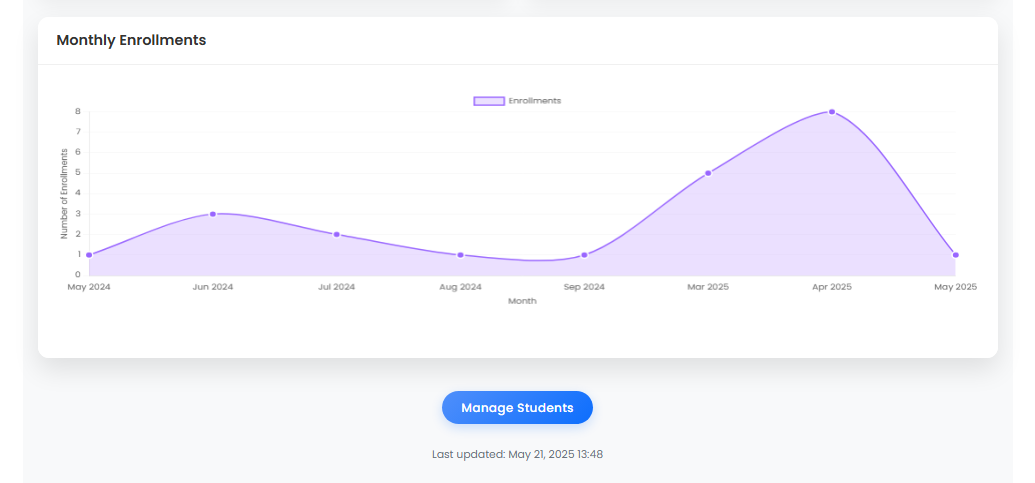 Monthly Enrollments
Enrollments
Number of Enrollments
8
7
6
5
4
3
2
1
0
May 2024 Jun 2024 Jul 2024 Aug 2024 Sep 2024 Mar 2025 Apr 2025 May 2025
Month
Manage Students
Last updated: May 21, 2025 13:48